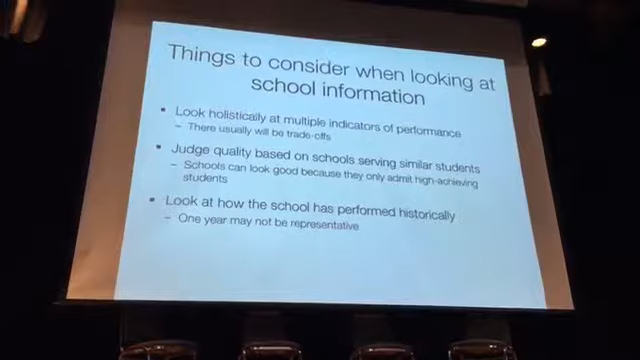 Things to consider when looking at
school information
▪ Look holistically at multiple indicators of performance
– There usually will be trade-offs
▪ Judge quality based on schools serving similar students
– Schools can look good because they only admit high-achieving
students
▪ Look at how the school has performed historically
– One year may not be representative